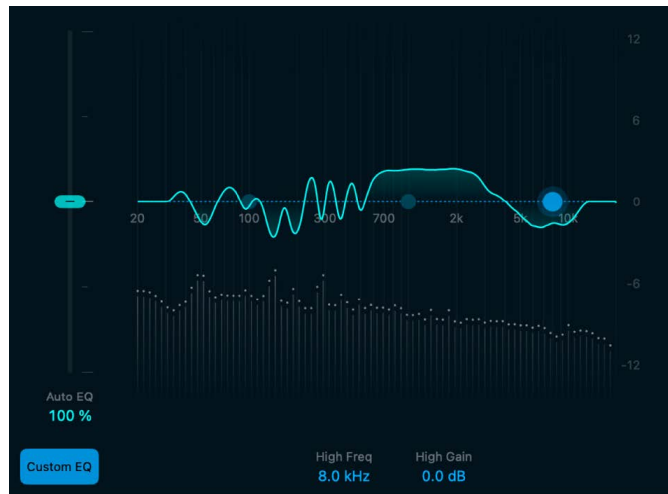 12
6
0
20 50 100 300 700 2k 6k 10k
-6
-12
Auto EQ
100 %
Custom EQ
High Freq High Gain
8.0 kHz 0.0 dB